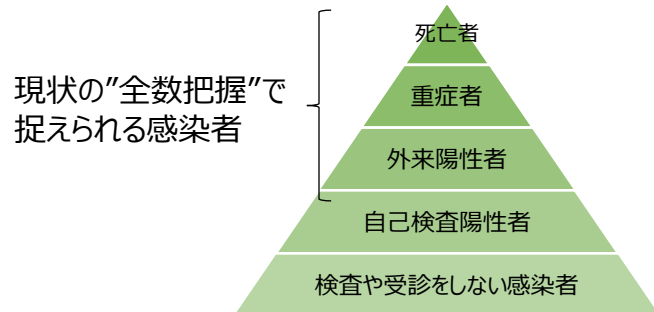 死亡者
重症者
現状の”全数把握”で
捉えられる感染者
外来陽性者
自己検査陽性者
検査や受診をしない感染者